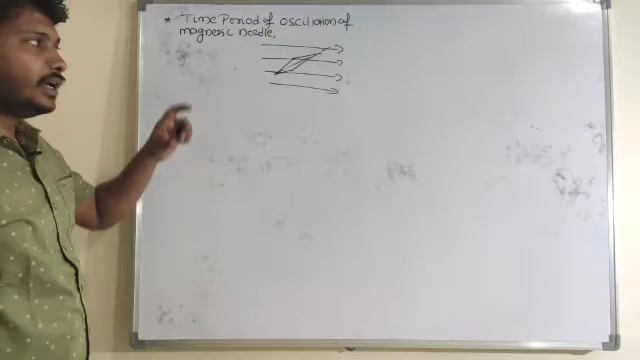 * Time Period of oscillation of
magnetic needle,